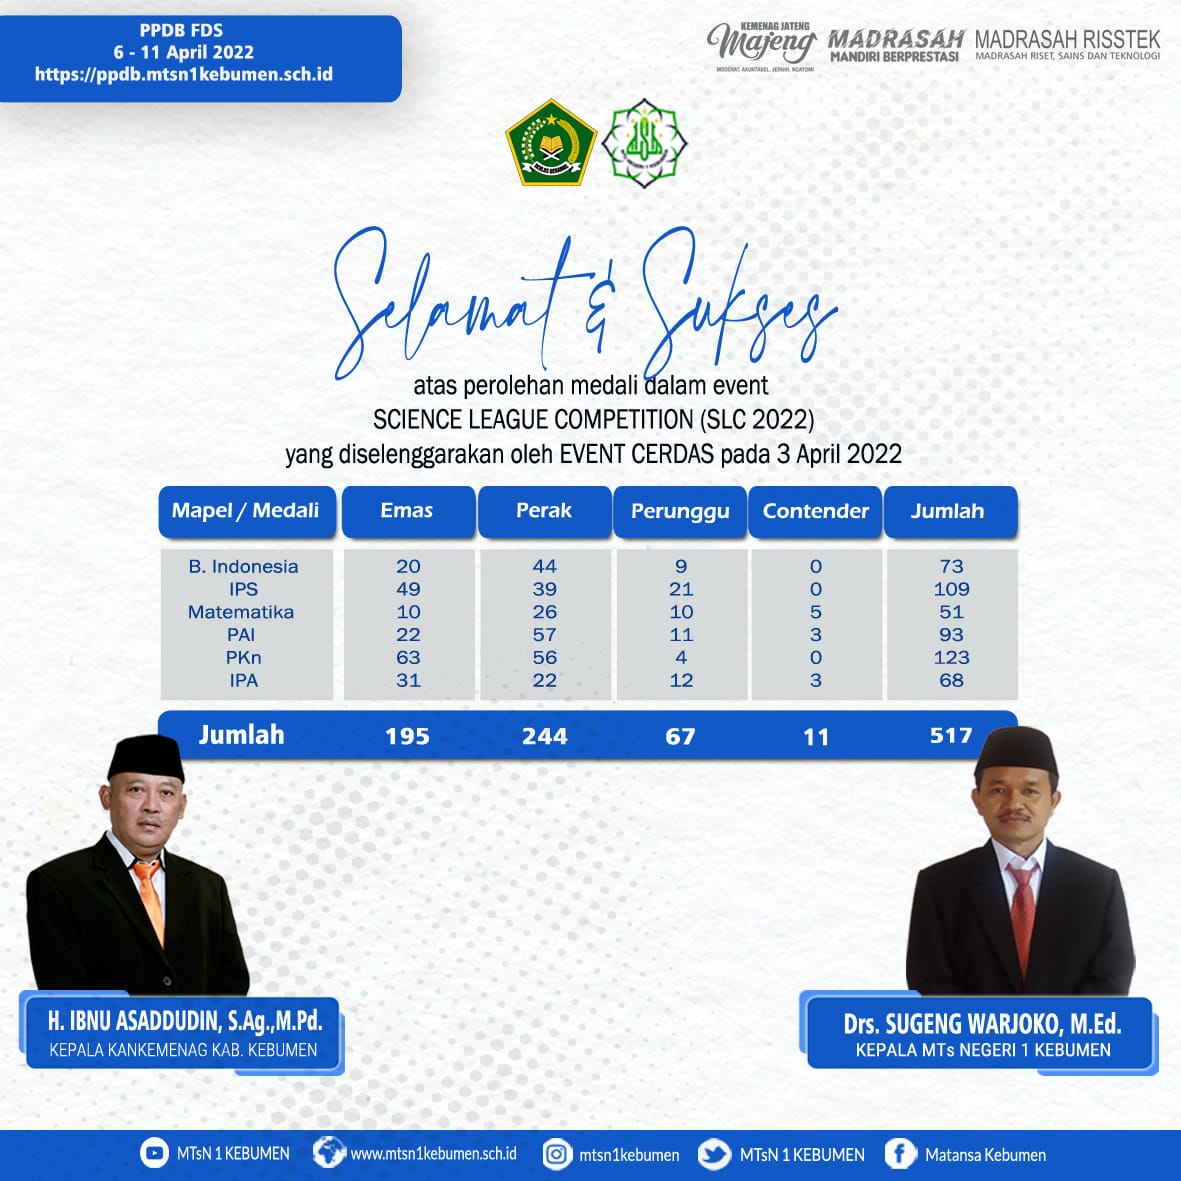 PPDB FDS
6 - 11 April 2022
https://ppdb.mtsn1kebumen.sch.id
KEMENAG JATENG
Majeng
MODERAT, AKUNTABEL, JERNIH, NGAYOMI
MADRASAH
MANDIRI BERPRESTASI
MADRASAH RISSTEK
MADRASAH RISET, SAINS DAN TEKNOLOGI
IKHLAS BERAMAL
Selamat & Sukses
atas perolehan medali dalam event
SCIENCE LEAGUE COMPETITION (SLC 2022)
yang diselenggarakan oleh EVENT CERDAS pada 3 April 2022
Mapel / Medali Emas Perak Perunggu Contender Jumlah
B. Indonesia 20 44 9 0 73
IPS 49 39 21 0 109
Matematika 10 26 10 5 51
PAI 22 57 11 3 93
PKn 63 56 4 0 123
IPA 31 22 12 3 68
Jumlah 195 244 67 11 517
H. IBNU ASADDUDIN, S.Ag.,M.Pd.
KEPALA KANKEMENAG KAB. KEBUMEN
Drs. SUGENG WARJOKO, M.Ed.
KEPALA MTs NEGERI 1 KEBUMEN
MTsN 1 KEBUMEN www.mtsn1kebumen.sch.id mtsn1kebumen MTsN 1 KEBUMEN Matansa Kebumen